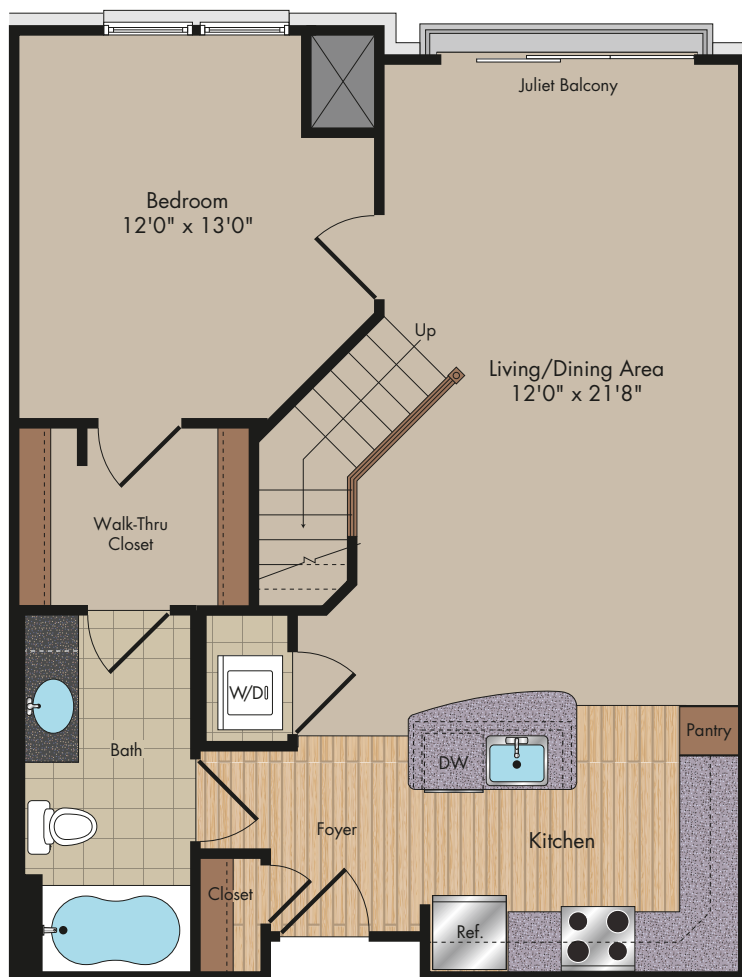 Juliet Balcony
Bedroom
12'0" x 13'0"
Up
Living/Dining Area
12'0" x 21'8"
Walk-Thru
Closet
W/D
Bath
Pantry
DW
Foyer
Kitchen
Closet
Ref.